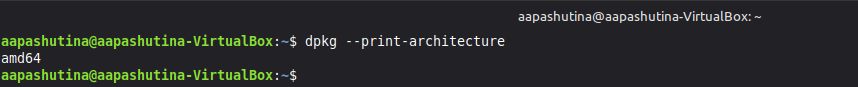 aapashutina@aapashutina-VirtualBox: ~
aapashutina@aapashutina-VirtualBox:~$ dpkg --print-architecture
amd64
aapashutina@aapashutina-VirtualBox:~$